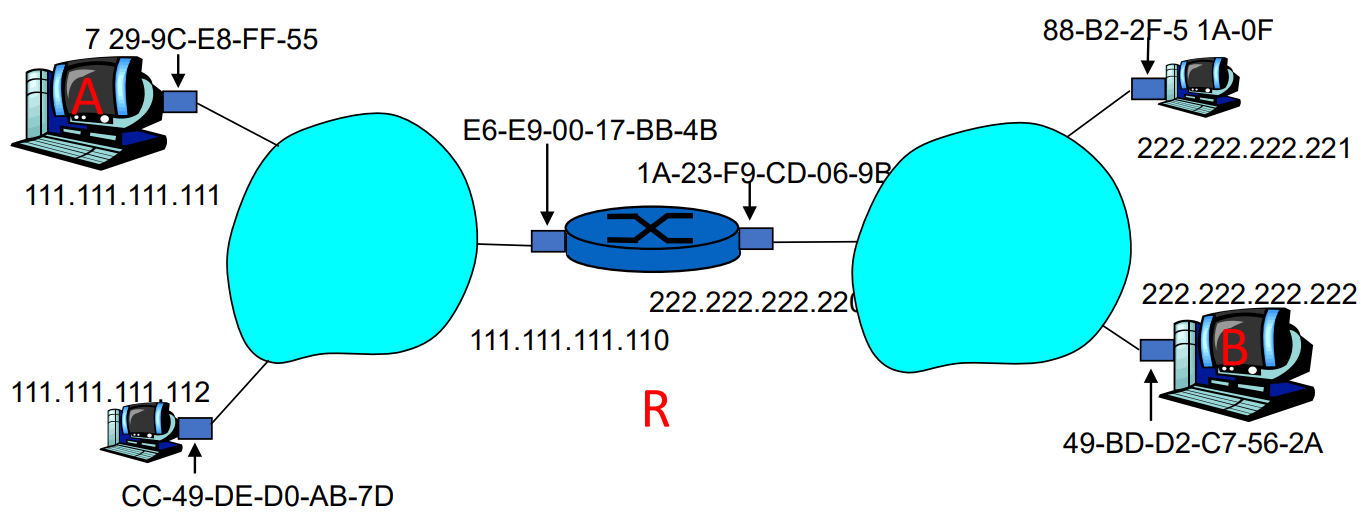 7 29-9C-E8-FF-55
88-B2-2F-5 1A-0F
A
E6-E9-00-17-BB-4B
222.222.222.221
1A-23-F9-CD-06-9B
111.111.111.111
222.222.222.220
222.222.222.222
111.111.111.110
B
111.111.111.112
R
49-BD-D2-C7-56-2A
CC-49-DE-D0-AB-7D